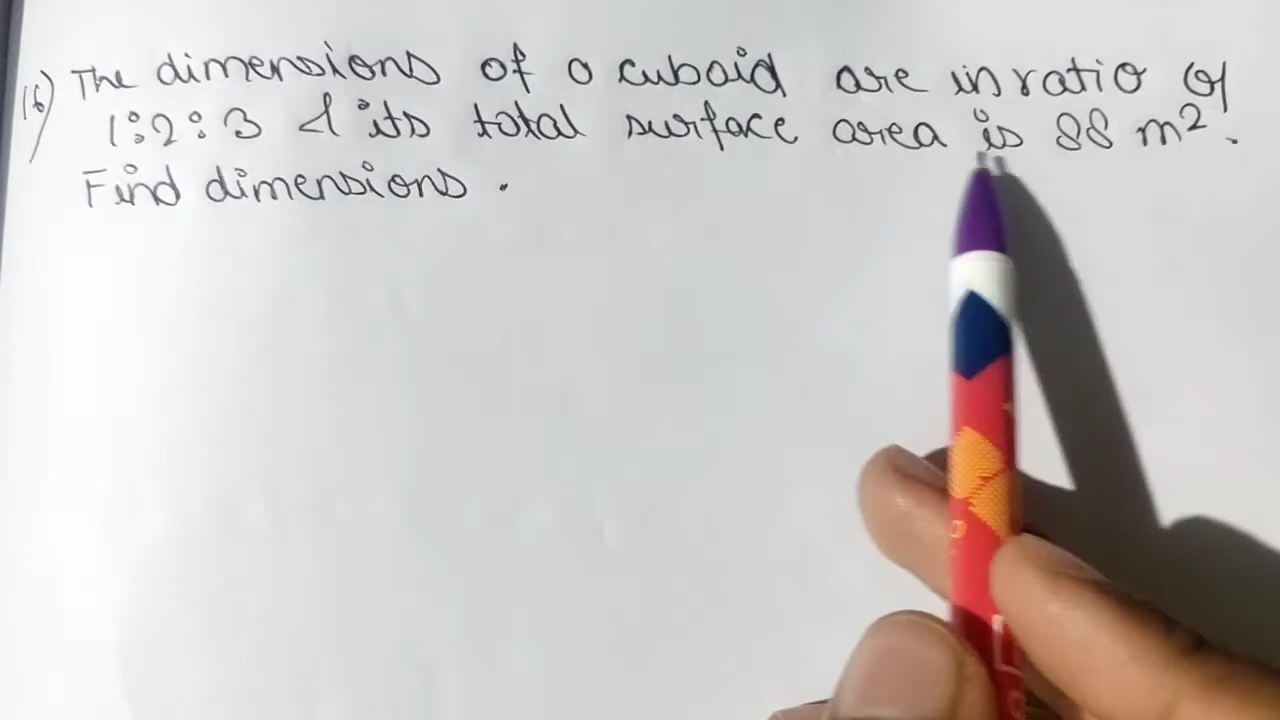 16) The dimensions of a cuboid are in ratio of
1:2:3 & its total surface area is 88 m².
Find dimensions.